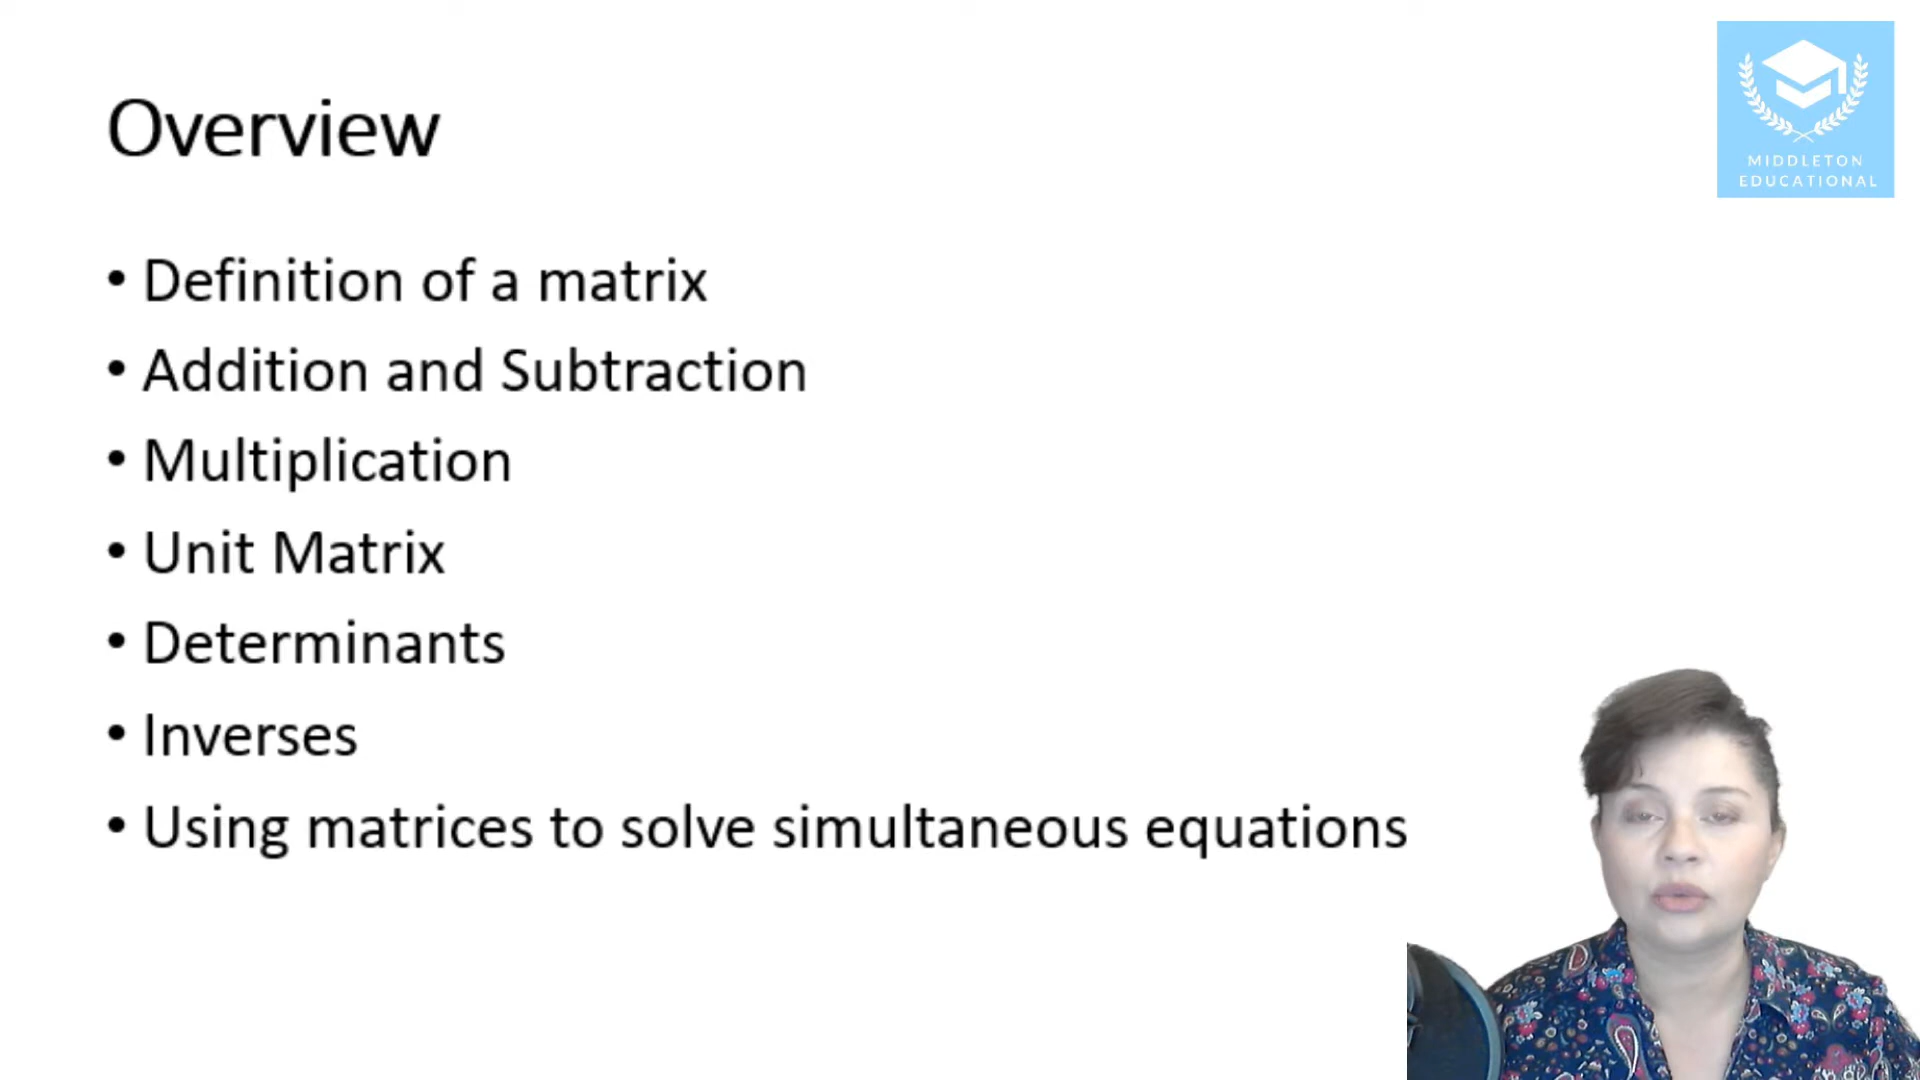 Overview
MIDDLETON
EDUCATIONAL
• Definition of a matrix
• Addition and Subtraction
• Multiplication
• Unit Matrix
• Determinants
• Inverses
• Using matrices to solve simultaneous equations